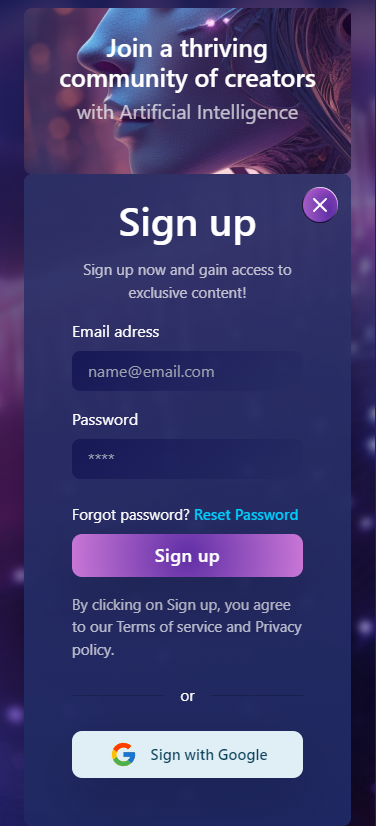 Join a thriving
community of creators
with Artificial Intelligence
Sign up
Sign up now and gain access to
exclusive content!
Email adress
name@email.com
Password
****
Forgot password? Reset Password
Sign up
By clicking on Sign up, you agree
to our Terms of service and Privacy
policy.
or
Sign with Google